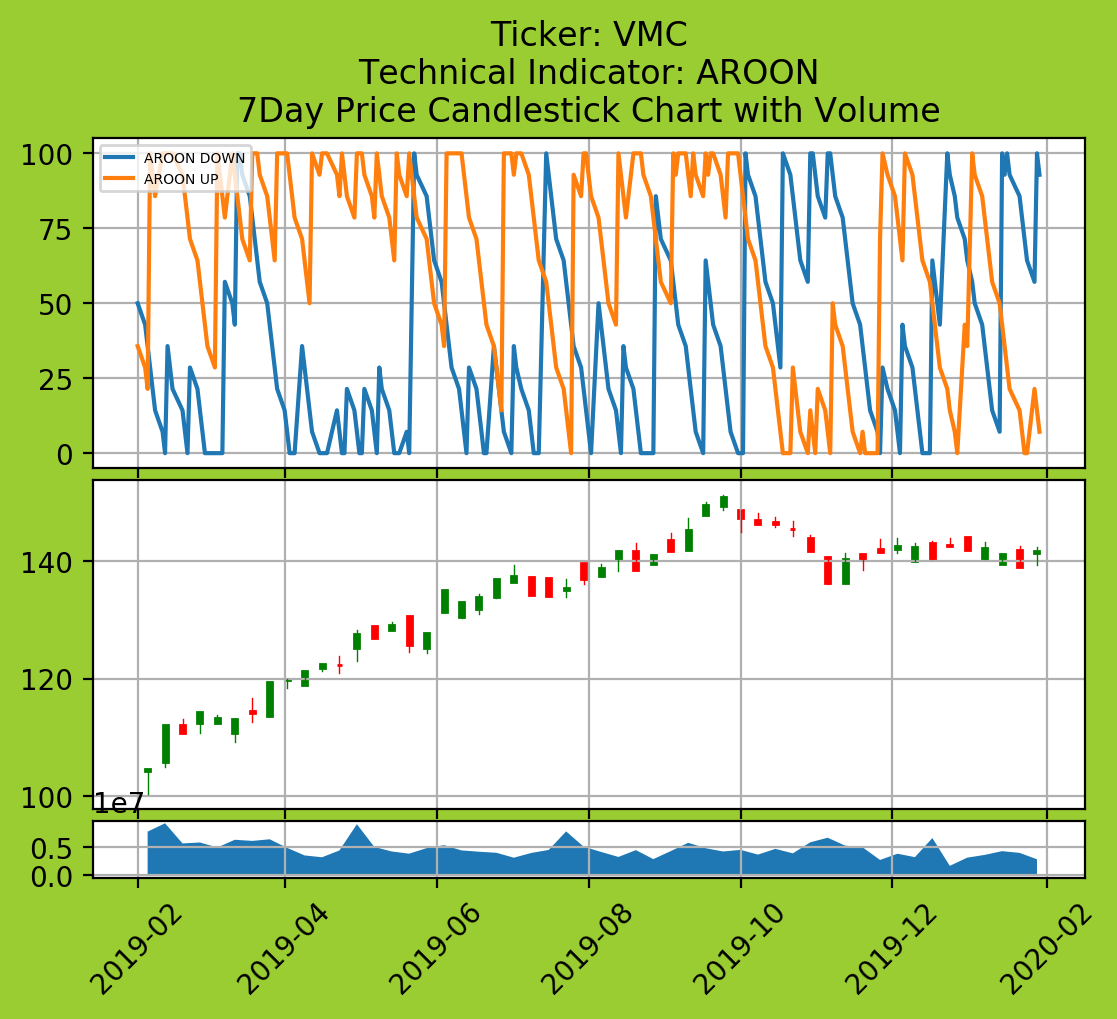 Ticker: VMC
Technical Indicator: AROON
7Day Price Candlestick Chart with Volume
100
75
50
25
0
AROON DOWN
AROON UP
140
120
100
1e7
0.5
0.0
2019-02
2019-04
2019-06
2019-08
2019-10
2019-12
2020-02